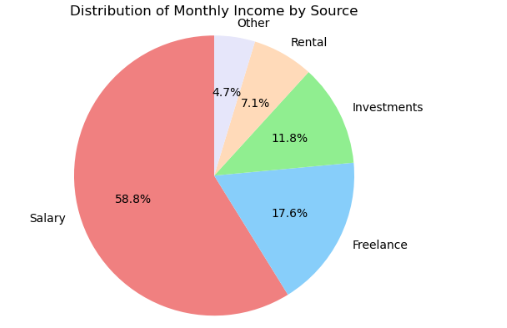 Distribution of Monthly Income by Source
Other
Rental
4.7%
7.1%
Investments
11.8%
58.8%
17.6%
Salary
Freelance